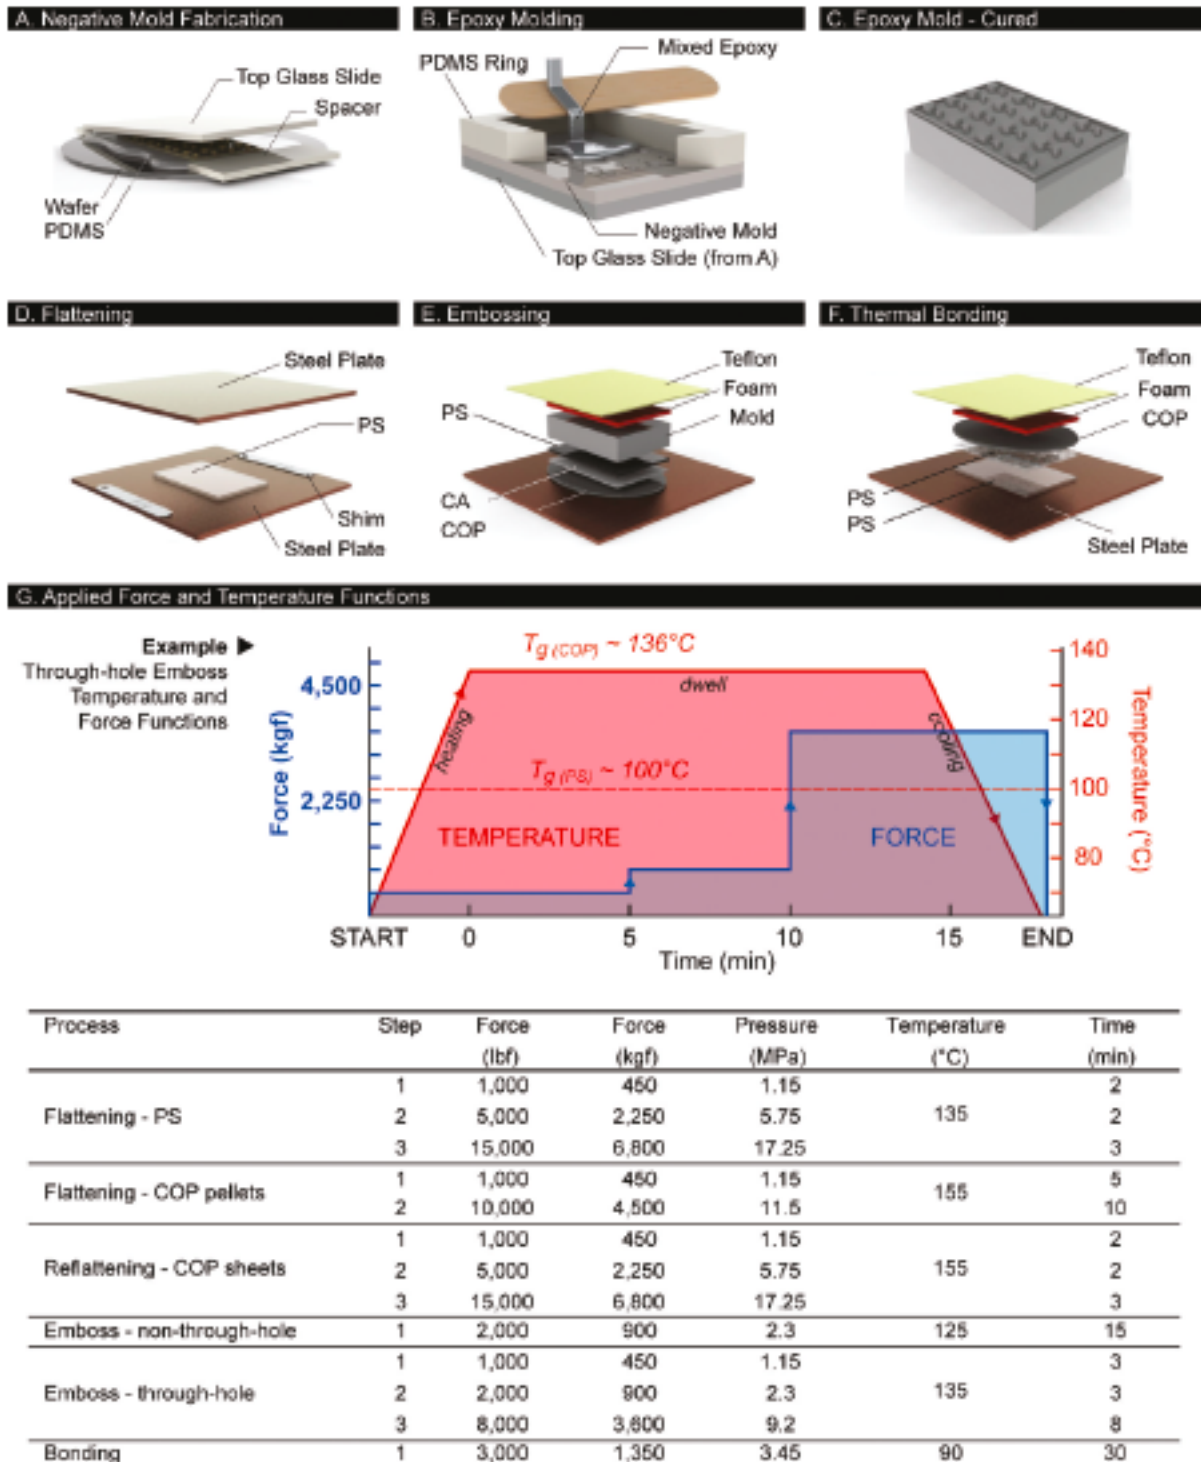 A. Negative Mold Fabrication
Top Glass Slide
Spacer
Wafer
PDMS
B. Epoxy Molding
Mixed Epoxy
PDMS Ring
Negative Mold
Top Glass Slide (from A)
C. Epoxy Mold - Cured
D. Flattening
Steel Plate
PS
Shim
Steel Plate
E. Embossing
Teflon
Foam
PS
Mold
CA
COP
F. Thermal Bonding
Teflon
Foam
COP
PS
PS
Steel Plate
G. Applied Force and Temperature Functions
Example ►
Through-hole Emboss
Temperature and
Force Functions
Force (kgf)
4,500
2,250
Tg (COP) ~ 136°C
dwell
heating
cooling
Tg (PS) ~ 100°C
TEMPERATURE
FORCE
140
120
100
80
Temperature (°C)
START 0 5 10 15 END
Time (min)
Process Step Force Force Pressure Temperature Time
(lbf) (kgf) (MPa) (°C) (min)
1 1,000 450 1.15 2
Flattening - PS 2 5,000 2,250 5.75 135 2
3 15,000 6,800 17.25 3
1 1,000 450 1.15 5
Flattening - COP pellets 155
2 10,000 4,500 11.5 10
1 1,000 450 1.15 2
Reflattening - COP sheets 2 5,000 2,250 5.75 155 2
3 15,000 6,800 17.25 3
Emboss - non-through-hole 1 2,000 900 2.3 125 15
1 1,000 450 1.15 3
Emboss - through-hole 2 2,000 900 2.3 135 3
3 8,000 3,600 9.2 8
Bonding 1 3,000 1,350 3.45 90 30